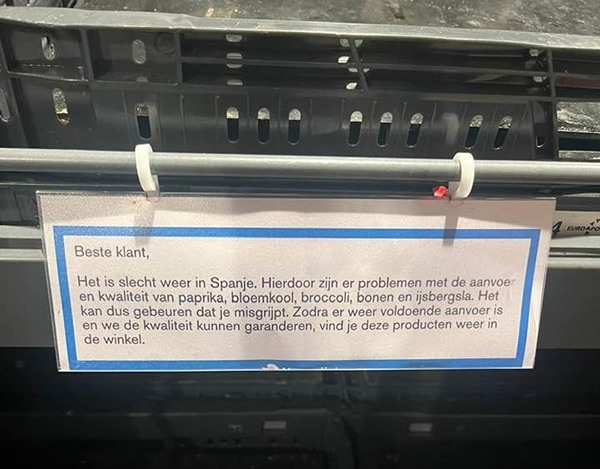 Beste klant,
Het is slecht weer in Spanje. Hierdoor zijn er problemen met de aanvoer
en kwaliteit van paprika, bloemkool, broccoli, bonen en ijsbergsla. Het
kan dus gebeuren dat je misgrijpt. Zodra er weer voldoende aanvoer is
en we de kwaliteit kunnen garanderen, vind je deze producten weer in
de winkel.
4